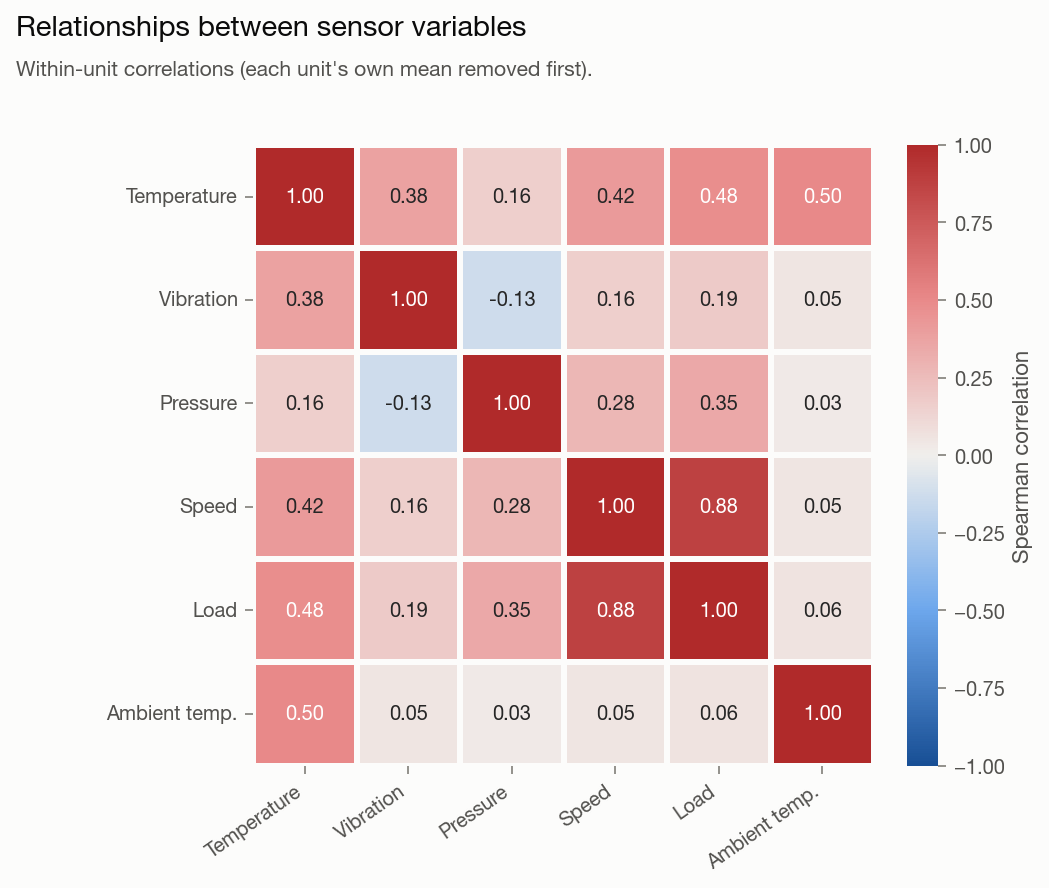 Relationships between sensor variables
Within-unit correlations (each unit's own mean removed first).
Temperature 1.00 0.38 0.16 0.42 0.48 0.50
Vibration 0.38 1.00 -0.13 0.16 0.19 0.05
Pressure 0.16 -0.13 1.00 0.28 0.35 0.03
Speed 0.42 0.16 0.28 1.00 0.88 0.05
Load 0.48 0.19 0.35 0.88 1.00 0.06
Ambient temp. 0.50 0.05 0.03 0.05 0.06 1.00
Temperature Vibration Pressure Speed Load Ambient temp.
1.00
0.75
0.50
0.25
0.00
−0.25
−0.50
−0.75
−1.00
Spearman correlation